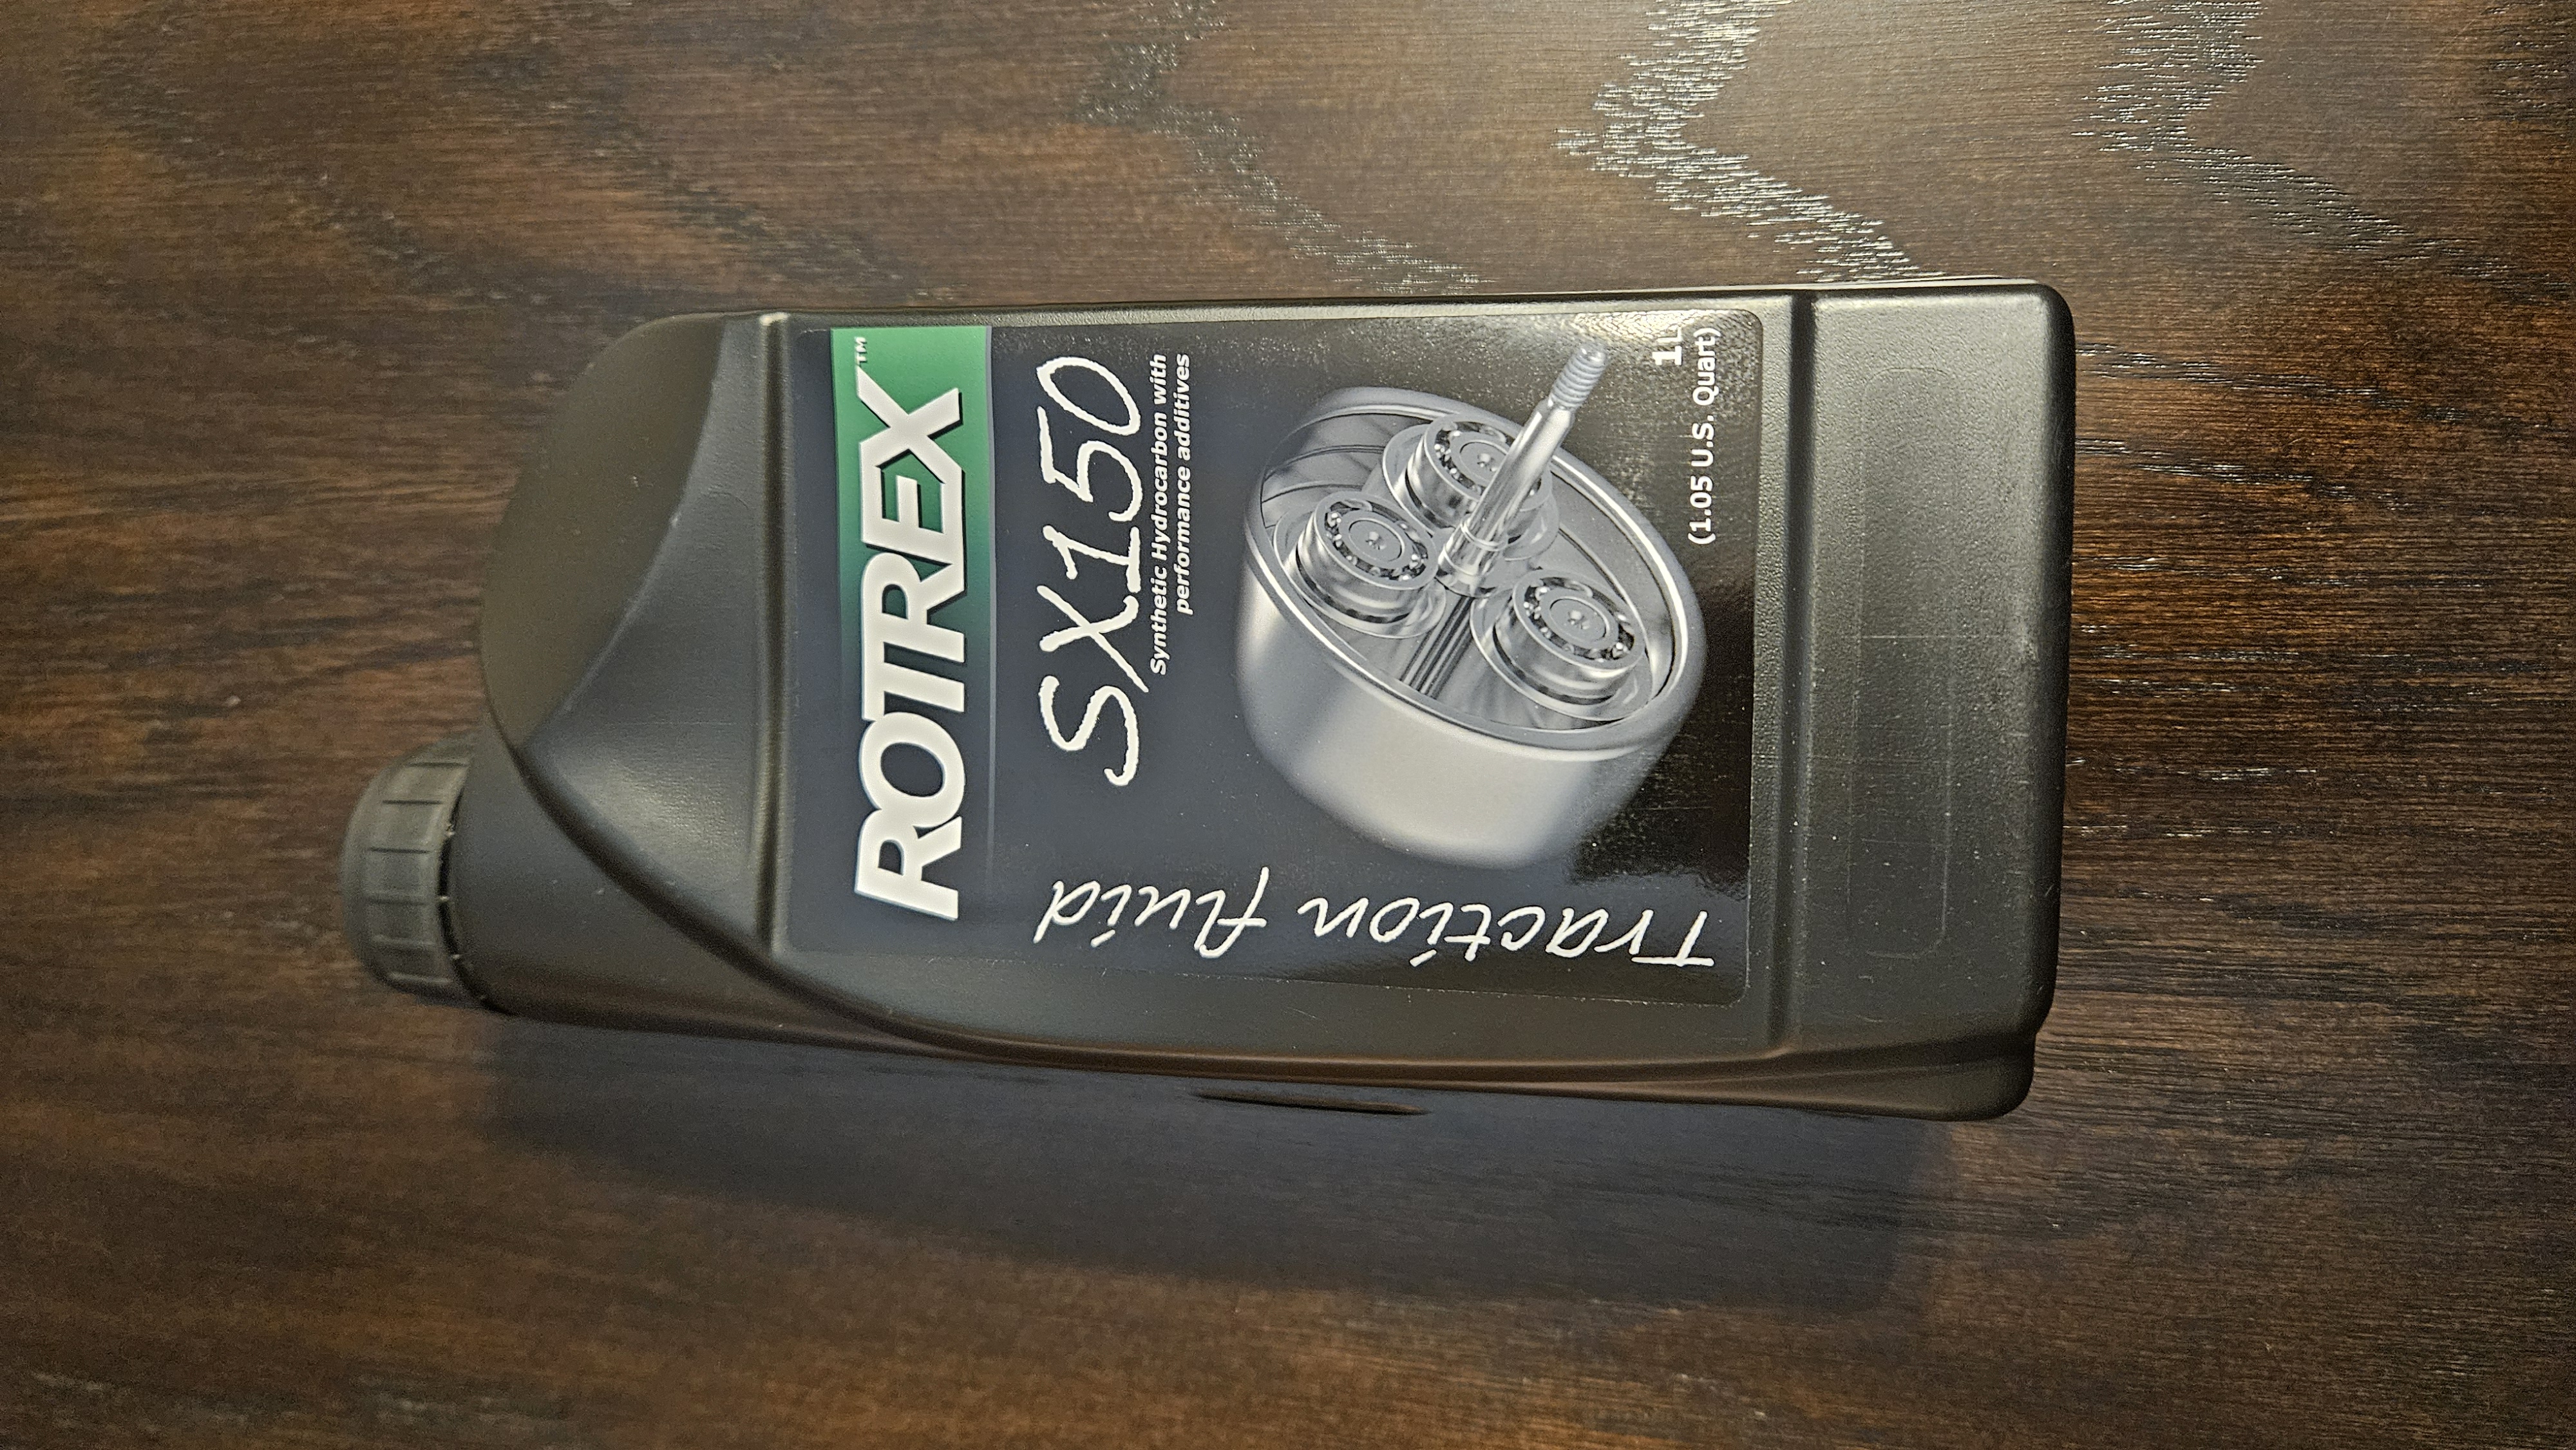 ROTREX™
SX150
Synthetic Hydrocarbon with
performance additives
Traction fluid
1L
(1.05 U.S. Quart)